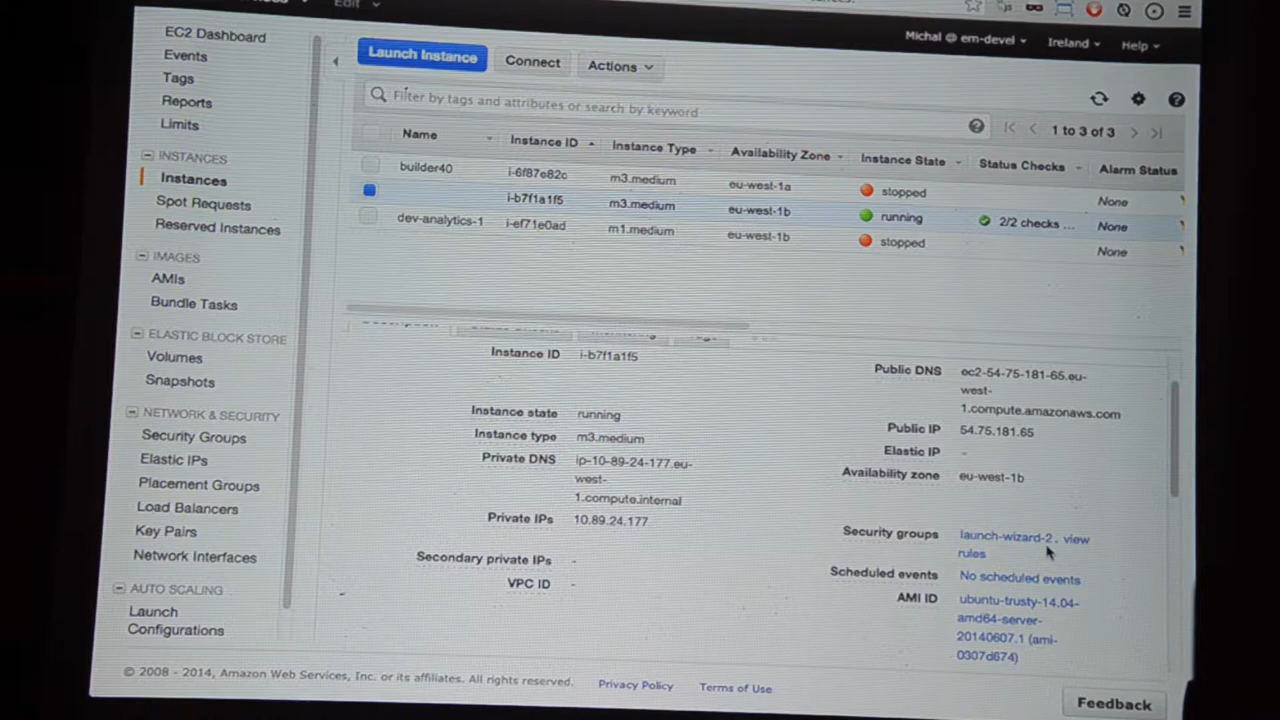 Edit
Michal @ em-devel Ireland Help
EC2 Dashboard
Events
Tags
Reports
Limits
INSTANCES
Instances
Spot Requests
Reserved Instances
IMAGES
AMIs
Bundle Tasks
ELASTIC BLOCK STORE
Volumes
Snapshots
NETWORK & SECURITY
Security Groups
Elastic IPs
Placement Groups
Load Balancers
Key Pairs
Network Interfaces
AUTO SCALING
Launch
Configurations
Launch Instance Connect Actions
Filter by tags and attributes or search by keyword
1 to 3 of 3
Name Instance ID Instance Type Availability Zone Instance State Status Checks Alarm Status
builder40 i-6f87e82c m3.medium eu-west-1a stopped None
i-b7f1a1f5 m3.medium eu-west-1b running 2/2 checks ... None
dev-analytics-1 i-ef71e0ad m1.medium eu-west-1b stopped None
Instance ID i-b7f1a1f5
Instance state running
Instance type m3.medium
Private DNS ip-10-89-24-177.eu-
west-
1.compute.internal
Private IPs 10.89.24.177
Secondary private IPs -
VPC ID -
Public DNS ec2-54-75-181-65.eu-
west-
1.compute.amazonaws.com
Public IP 54.75.181.65
Elastic IP -
Availability zone eu-west-1b
Security groups launch-wizard-2. view
rules
Scheduled events No scheduled events
AMI ID ubuntu-trusty-14.04-
amd64-server-
20140607.1 (ami-
0307d674)
© 2008 - 2014, Amazon Web Services, Inc. or its affiliates. All rights reserved. Privacy Policy Terms of Use
Feedback